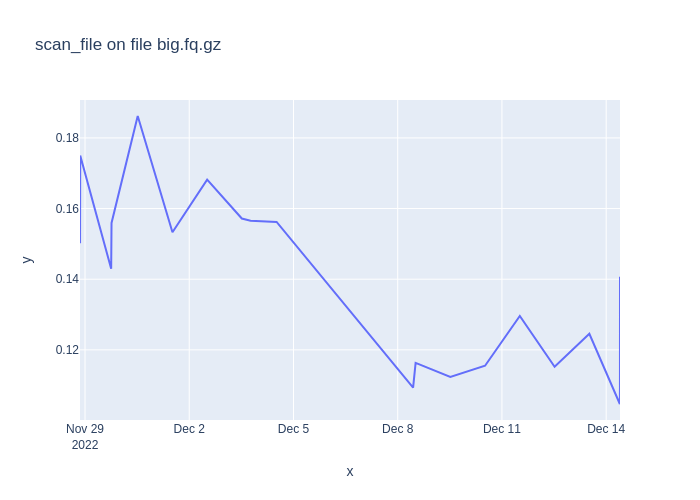 scan_file on file big.fq.gz
0.18
0.16
0.14
0.12
y
Nov 29
2022
Dec 2
Dec 5
Dec 8
Dec 11
Dec 14
x